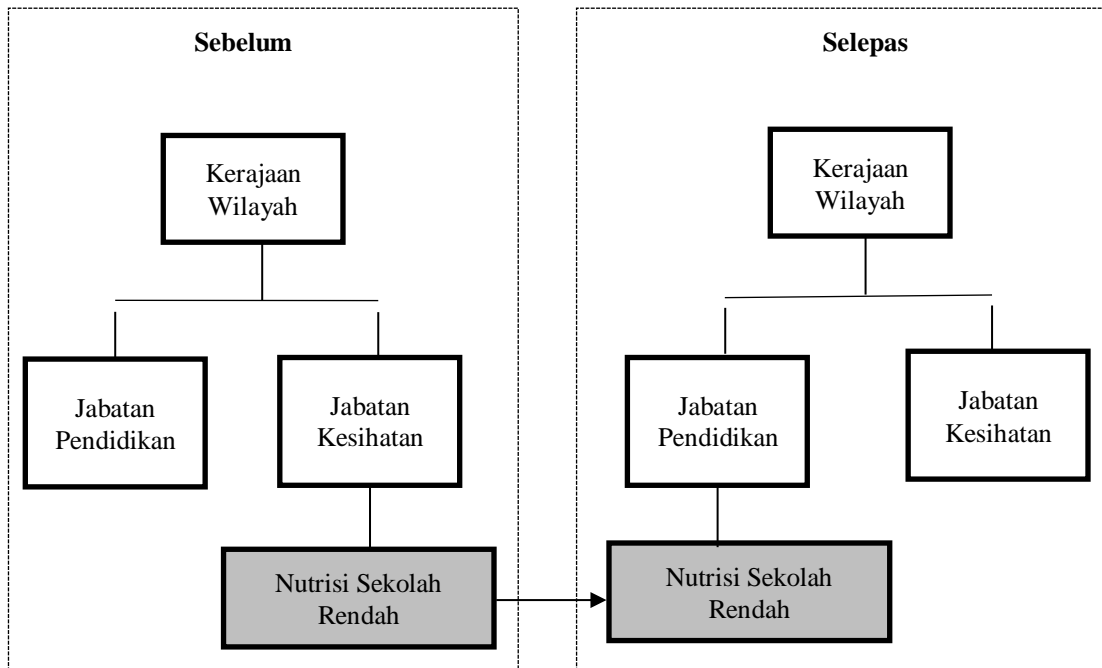 Sebelum
Kerajaan
Wilayah
Jabatan
Pendidikan
Jabatan
Kesihatan
Nutrisi Sekolah
Rendah
Selepas
Kerajaan
Wilayah
Jabatan
Pendidikan
Jabatan
Kesihatan
Nutrisi Sekolah
Rendah